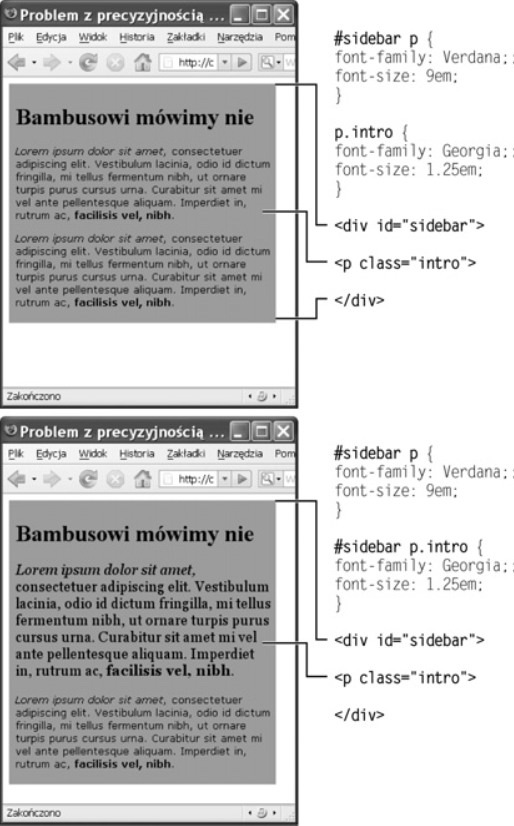 Problem z precyzyjnością ...
Plik Edycja Widok Historia Zakładki Narzędzia Pom
http://c
Bambusowi mówimy nie
Lorem ipsum dolor sit amet, consectetuer
adipiscing elit. Vestibulum lacinia, odio id dictum
fringilla, mi tellus fermentum nibh, ut ornare
turpis purus cursus urna. Curabitur sit amet mi
vel ante pellentesque aliquam. Imperdiet in,
rutrum ac, facilisis vel, nibh.
Lorem ipsum dolor sit amet, consectetuer
adipiscing elit. Vestibulum lacinia, odio id dictum
fringilla, mi tellus fermentum nibh, ut ornare
turpis purus cursus urna. Curabitur sit amet mi
vel ante pellentesque aliquam. Imperdiet in,
rutrum ac, facilisis vel, nibh.
Zakończono
#sidebar p {
font-family: Verdana;
font-size: 9em;
}
p.intro {
font-family: Georgia;
font-size: 1.25em;
}
<div id="sidebar">
<p class="intro">
</div>
Problem z precyzyjnością ...
Plik Edycja Widok Historia Zakładki Narzędzia Pom
http://c
Bambusowi mówimy nie
Lorem ipsum dolor sit amet,
consectetuer adipiscing elit. Vestibulum
lacinia, odio id dictum fringilla, mi tellus
fermentum nibh, ut ornare turpis purus
cursus urna. Curabitur sit amet mi vel
ante pellentesque aliquam. Imperdiet
in, rutrum ac, facilisis vel, nibh.
Lorem ipsum dolor sit amet, consectetuer
adipiscing elit. Vestibulum lacinia, odio id dictum
fringilla, mi tellus fermentum nibh, ut ornare
turpis purus cursus urna. Curabitur sit amet mi
vel ante pellentesque aliquam. Imperdiet in,
rutrum ac, facilisis vel, nibh.
Zakończono
#sidebar p {
font-family: Verdana;
font-size: 9em;
}
#sidebar p.intro {
font-family: Georgia;
font-size: 1.25em;
}
<div id="sidebar">
<p class="intro">
</div>